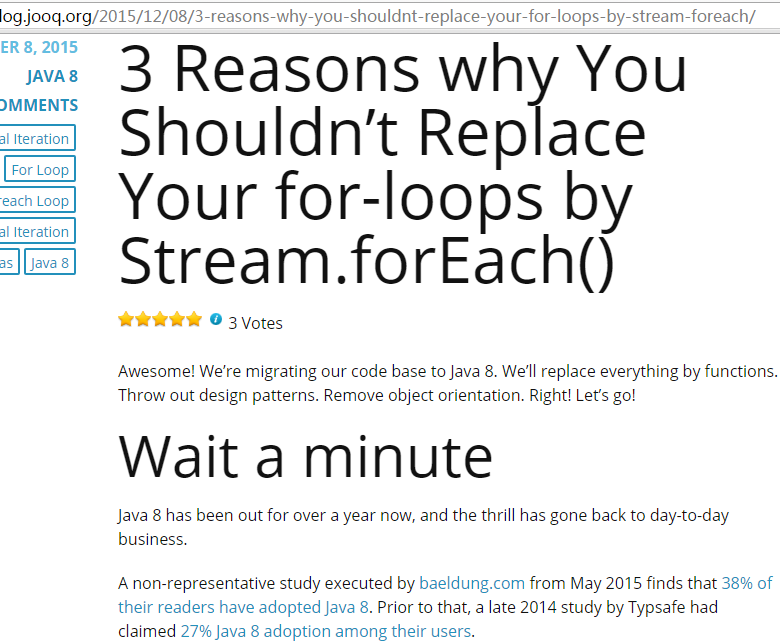 log.jooq.org/2015/12/08/3-reasons-why-you-shouldnt-replace-your-for-loops-by-stream-foreach/
ER 8, 2015
JAVA 8
OMMENTS
al Iteration
For Loop
reach Loop
al Iteration
as
Java 8
3 Reasons why You
Shouldn’t Replace
Your for-loops by
Stream.forEach()
3 Votes
Awesome! We’re migrating our code base to Java 8. We’ll replace everything by functions.
Throw out design patterns. Remove object orientation. Right! Let’s go!
Wait a minute
Java 8 has been out for over a year now, and the thrill has gone back to day-to-day
business.
A non-representative study executed by baeldung.com from May 2015 finds that 38% of
their readers have adopted Java 8. Prior to that, a late 2014 study by Typsafe had
claimed 27% Java 8 adoption among their users.